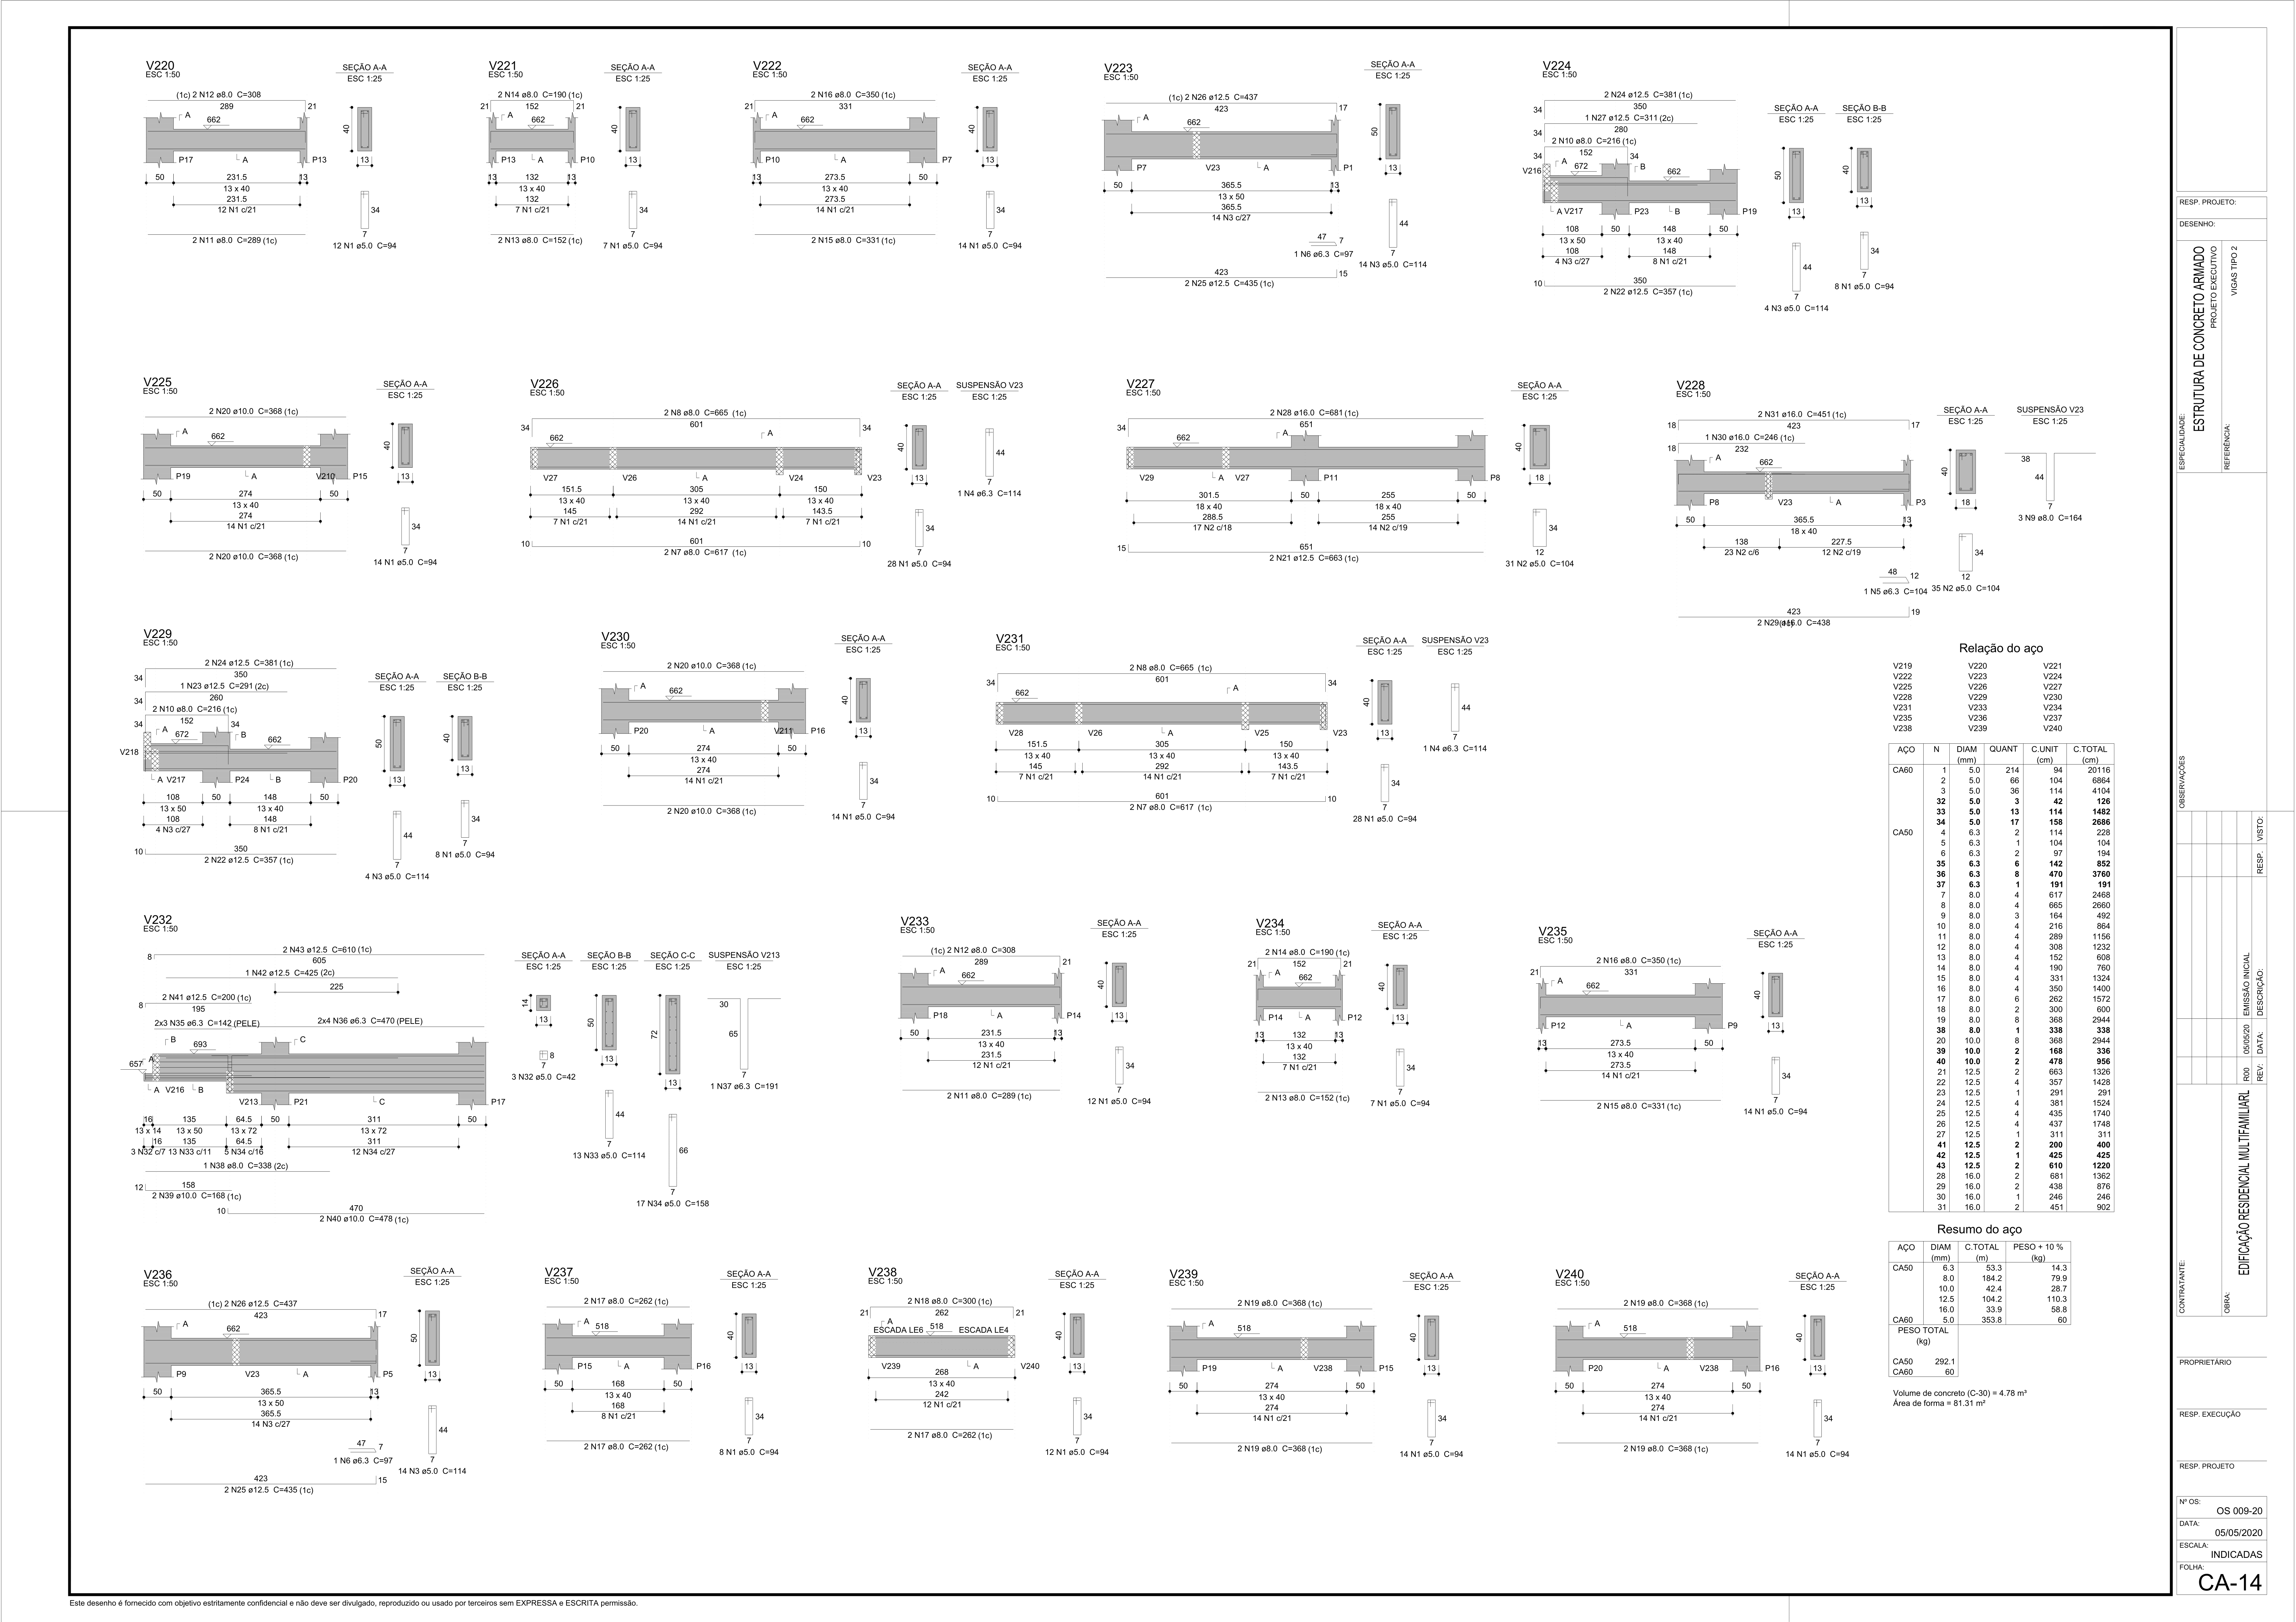 V220
ESC 1:50
SEÇÃO A-A
ESC 1:25
(1c) 2 N12 ø8.0 C=308
289
21
A
662
40
13
P17
A
P13
50
231.5
13
13 x 40
231.5
12 N1 c/21
34
7
2 N11 ø8.0 C=289 (1c)
12 N1 ø5.0 C=94
V221
ESC 1:50
SEÇÃO A-A
ESC 1:25
2 N14 ø8.0 C=190 (1c)
21
152
21
A
662
40
13
P13
A
P10
13
132
13
13 x 40
132
7 N1 c/21
34
7
2 N13 ø8.0 C=152 (1c)
7 N1 ø5.0 C=94
V222
ESC 1:50
SEÇÃO A-A
ESC 1:25
2 N16 ø8.0 C=350 (1c)
21
331
A
662
40
13
P10
A
P7
13
273.5
50
13 x 40
273.5
14 N1 c/21
34
7
2 N15 ø8.0 C=331 (1c)
14 N1 ø5.0 C=94
V223
ESC 1:50
SEÇÃO A-A
ESC 1:25
(1c) 2 N26 ø12.5 C=437
423
17
A
662
50
13
P7
V23
A
P1
50
365.5
13
13 x 50
365.5
14 N3 c/27
44
7
47
7
1 N6 ø6.3 C=97
14 N3 ø5.0 C=114
423
15
2 N25 ø12.5 C=435 (1c)
V224
ESC 1:50
2 N24 ø12.5 C=381 (1c)
34
350
1 N27 ø12.5 C=311 (2c)
34
280
2 N10 ø8.0 C=216 (1c)
34
152
34
SEÇÃO A-A
ESC 1:25
SEÇÃO B-B
ESC 1:25
V216
A
672
B
662
50
13
40
13
A V217
P23
B
P19
108
50
148
50
13 x 50
13 x 40
108
148
4 N3 c/27
8 N1 c/21
10
350
2 N22 ø12.5 C=357 (1c)
44
7
4 N3 ø5.0 C=114
34
7
8 N1 ø5.0 C=94
V225
ESC 1:50
SEÇÃO A-A
ESC 1:25
2 N20 ø10.0 C=368 (1c)
A
662
40
13
P19
A
V210
P15
50
274
50
13 x 40
274
14 N1 c/21
34
7
2 N20 ø10.0 C=368 (1c)
14 N1 ø5.0 C=94
V226
ESC 1:50
SEÇÃO A-A
ESC 1:25
SUSPENSÃO V23
ESC 1:25
2 N8 ø8.0 C=665 (1c)
34
601
34
662
A
40
13
44
7
1 N4 ø6.3 C=114
V27
V26
A
V24
V23
151.5
305
150
13 x 40
13 x 40
13 x 40
145
292
143.5
7 N1 c/21
14 N1 c/21
7 N1 c/21
34
7
10
601
10
2 N7 ø8.0 C=617 (1c)
28 N1 ø5.0 C=94
V227
ESC 1:50
SEÇÃO A-A
ESC 1:25
2 N28 ø16.0 C=681 (1c)
34
651
662
A
40
18
V29
A
V27
P11
P8
301.5
50
255
50
18 x 40
18 x 40
288.5
255
17 N2 c/18
14 N2 c/19
34
12
15
651
2 N21 ø12.5 C=663 (1c)
31 N2 ø5.0 C=104
V228
ESC 1:50
2 N31 ø16.0 C=451 (1c)
18
423
17
1 N30 ø16.0 C=246 (1c)
18
232
SEÇÃO A-A
ESC 1:25
SUSPENSÃO V23
ESC 1:25
A
662
40
18
38
44
7
3 N9 ø8.0 C=164
P8
V23
A
P3
50
365.5
13
18 x 40
138
227.5
23 N2 c/6
12 N2 c/19
34
12
48
12
1 N5 ø6.3 C=104
35 N2 ø5.0 C=104
423
19
2 N29 ø16.0 C=438
(1c)
V229
ESC 1:50
2 N24 ø12.5 C=381 (1c)
34
350
1 N23 ø12.5 C=291 (2c)
34
260
2 N10 ø8.0 C=216 (1c)
34
152
34
SEÇÃO A-A
ESC 1:25
SEÇÃO B-B
ESC 1:25
V218
A
672
B
662
50
13
40
13
A V217
P24
B
P20
108
50
148
50
13 x 50
13 x 40
108
148
4 N3 c/27
8 N1 c/21
10
350
2 N22 ø12.5 C=357 (1c)
44
7
4 N3 ø5.0 C=114
34
7
8 N1 ø5.0 C=94
V230
ESC 1:50
SEÇÃO A-A
ESC 1:25
2 N20 ø10.0 C=368 (1c)
A
662
40
13
P20
A
V211
P16
50
274
50
13 x 40
274
14 N1 c/21
34
7
2 N20 ø10.0 C=368 (1c)
14 N1 ø5.0 C=94
V231
ESC 1:50
SEÇÃO A-A
ESC 1:25
SUSPENSÃO V23
ESC 1:25
2 N8 ø8.0 C=665 (1c)
34
601
34
662
A
40
13
44
7
1 N4 ø6.3 C=114
V28
V26
A
V25
V23
151.5
305
150
13 x 40
13 x 40
13 x 40
145
292
143.5
7 N1 c/21
14 N1 c/21
7 N1 c/21
34
7
10
601
10
2 N7 ø8.0 C=617 (1c)
28 N1 ø5.0 C=94
V232
ESC 1:50
2 N43 ø12.5 C=610 (1c)
8
605
1 N42 ø12.5 C=425 (2c)
225
2 N41 ø12.5 C=200 (1c)
8
195
2x3 N35 ø6.3 C=142 (PELE)
2x4 N36 ø6.3 C=470 (PELE)
SEÇÃO A-A
ESC 1:25
SEÇÃO B-B
ESC 1:25
SEÇÃO C-C
ESC 1:25
SUSPENSÃO V213
ESC 1:25
B
693
C
657
A
A
V216
B
V213
P21
C
P17
14
13
8
7
3 N32 ø5.0 C=42
50
13
44
7
13 N33 ø5.0 C=114
72
13
66
7
17 N34 ø5.0 C=158
30
65
7
1 N37 ø6.3 C=191
16
135
64.5
50
311
50
13 x 14
13 x 50
13 x 72
13 x 72
16
135
64.5
311
3 N32 c/7
13 N33 c/11
5 N34 c/16
12 N34 c/27
1 N38 ø8.0 C=338 (2c)
12
158
2 N39 ø10.0 C=168 (1c)
10
470
2 N40 ø10.0 C=478 (1c)
V233
ESC 1:50
SEÇÃO A-A
ESC 1:25
(1c) 2 N12 ø8.0 C=308
289
21
A
662
40
13
P18
A
P14
50
231.5
13
13 x 40
231.5
12 N1 c/21
34
7
2 N11 ø8.0 C=289 (1c)
12 N1 ø5.0 C=94
V234
ESC 1:50
SEÇÃO A-A
ESC 1:25
2 N14 ø8.0 C=190 (1c)
21
152
21
A
662
40
13
P14
A
P12
13
132
13
13 x 40
132
7 N1 c/21
34
7
2 N13 ø8.0 C=152 (1c)
7 N1 ø5.0 C=94
V235
ESC 1:50
SEÇÃO A-A
ESC 1:25
2 N16 ø8.0 C=350 (1c)
21
331
A
662
40
13
P12
A
P9
13
273.5
50
13 x 40
273.5
14 N1 c/21
34
7
2 N15 ø8.0 C=331 (1c)
14 N1 ø5.0 C=94
V236
ESC 1:50
SEÇÃO A-A
ESC 1:25
(1c) 2 N26 ø12.5 C=437
423
17
A
662
50
13
P9
V23
A
P5
50
365.5
13
13 x 50
365.5
14 N3 c/27
44
7
47
7
1 N6 ø6.3 C=97
14 N3 ø5.0 C=114
423
15
2 N25 ø12.5 C=435 (1c)
V237
ESC 1:50
SEÇÃO A-A
ESC 1:25
2 N17 ø8.0 C=262 (1c)
A
518
40
13
P15
A
P16
50
168
50
13 x 40
168
8 N1 c/21
34
7
2 N17 ø8.0 C=262 (1c)
8 N1 ø5.0 C=94
V238
ESC 1:50
SEÇÃO A-A
ESC 1:25
2 N18 ø8.0 C=300 (1c)
21
262
21
A
ESCADA LE6
518
ESCADA LE4
40
13
V239
A
V240
268
13 x 40
242
12 N1 c/21
34
7
2 N17 ø8.0 C=262 (1c)
12 N1 ø5.0 C=94
V239
ESC 1:50
SEÇÃO A-A
ESC 1:25
2 N19 ø8.0 C=368 (1c)
A
518
40
13
P19
A
V238
P15
50
274
50
13 x 40
274
14 N1 c/21
34
7
2 N19 ø8.0 C=368 (1c)
14 N1 ø5.0 C=94
V240
ESC 1:50
SEÇÃO A-A
ESC 1:25
2 N19 ø8.0 C=368 (1c)
A
518
40
13
P20
A
V238
P16
50
274
50
13 x 40
274
14 N1 c/21
34
7
2 N19 ø8.0 C=368 (1c)
14 N1 ø5.0 C=94
Relação do aço
V219 V220 V221
V222 V223 V224
V225 V226 V227
V228 V229 V230
V231 V233 V234
V235 V236 V237
V238 V239 V240
AÇO N DIAM QUANT C.UNIT C.TOTAL
(mm) (cm) (cm)
CA60 1 5.0 214 94 20116
2 5.0 66 104 6864
3 5.0 36 114 4104
32 5.0 3 42 126
33 5.0 13 114 1482
34 5.0 17 158 2686
CA50 4 6.3 2 114 228
5 6.3 1 104 104
6 6.3 2 97 194
35 6.3 6 142 852
36 6.3 8 470 3760
37 6.3 1 191 191
7 8.0 4 617 2468
8 8.0 4 665 2660
9 8.0 3 164 492
10 8.0 4 216 864
11 8.0 4 289 1156
12 8.0 4 308 1232
13 8.0 4 152 608
14 8.0 4 190 760
15 8.0 4 331 1324
16 8.0 4 350 1400
17 8.0 6 262 1572
18 8.0 2 300 600
19 8.0 8 368 2944
38 8.0 1 338 338
20 10.0 8 368 2944
39 10.0 2 168 336
40 10.0 2 478 956
21 12.5 2 663 1326
22 12.5 4 357 1428
23 12.5 1 291 291
24 12.5 4 381 1524
25 12.5 4 435 1740
26 12.5 4 437 1748
27 12.5 1 311 311
41 12.5 2 200 400
42 12.5 1 425 425
43 12.5 2 610 1220
28 16.0 2 681 1362
29 16.0 2 438 876
30 16.0 1 246 246
31 16.0 2 451 902
Resumo do aço
AÇO DIAM C.TOTAL PESO + 10 %
(mm) (m) (kg)
CA50 6.3 53.3 14.3
8.0 184.2 79.9
10.0 42.4 28.7
12.5 104.2 110.3
16.0 33.9 58.8
CA60 5.0 353.8 60
PESO TOTAL
(kg)
CA50 292.1
CA60 60
Volume de concreto (C-30) = 4.78 m³
Área de forma = 81.31 m²
RESP. PROJETO:
DESENHO:
ESPECIALIDADE:
ESTRUTURA DE CONCRETO ARMADO
PROJETO EXECUTIVO
REFERÊNCIA:
VIGAS TIPO 2
OBSERVAÇÕES
R00 05/05/20 EMISSÃO INICIAL
REV: DATA: DESCRIÇÃO: RESP. VISTO:
CONTRATANTE:
OBRA:
EDIFICAÇÃO RESIDENCIAL MULTIFAMILIARL
PROPRIETÁRIO
RESP. EXECUÇÃO
RESP. PROJETO
Nº OS:
OS 009-20
DATA:
05/05/2020
ESCALA:
INDICADAS
FOLHA:
CA-14
Este desenho é fornecido com objetivo estritamente confidencial e não deve ser divulgado, reproduzido ou usado por terceiros sem EXPRESSA e ESCRITA permissão.